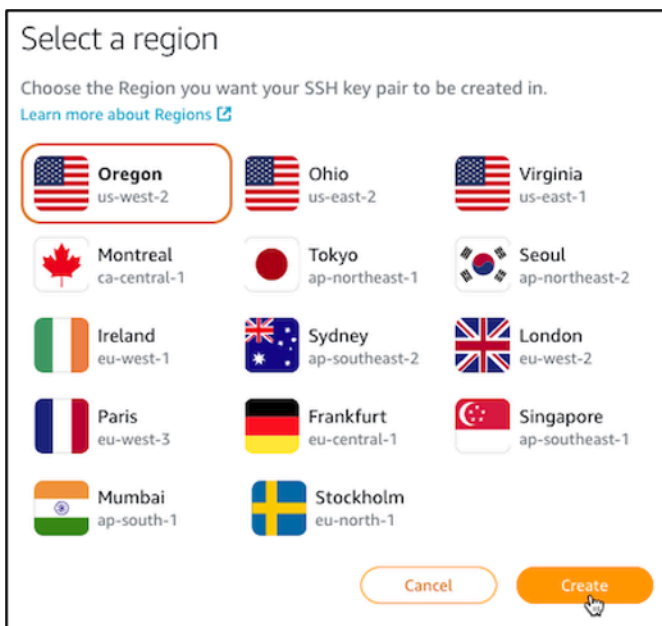 Select a region
Choose the Region you want your SSH key pair to be created in.
Learn more about Regions
Oregon
us-west-2
Ohio
us-east-2
Virginia
us-east-1
Montreal
ca-central-1
Tokyo
ap-northeast-1
Seoul
ap-northeast-2
Ireland
eu-west-1
Sydney
ap-southeast-2
London
eu-west-2
Paris
eu-west-3
Frankfurt
eu-central-1
Singapore
ap-southeast-1
Mumbai
ap-south-1
Stockholm
eu-north-1
Cancel
Create